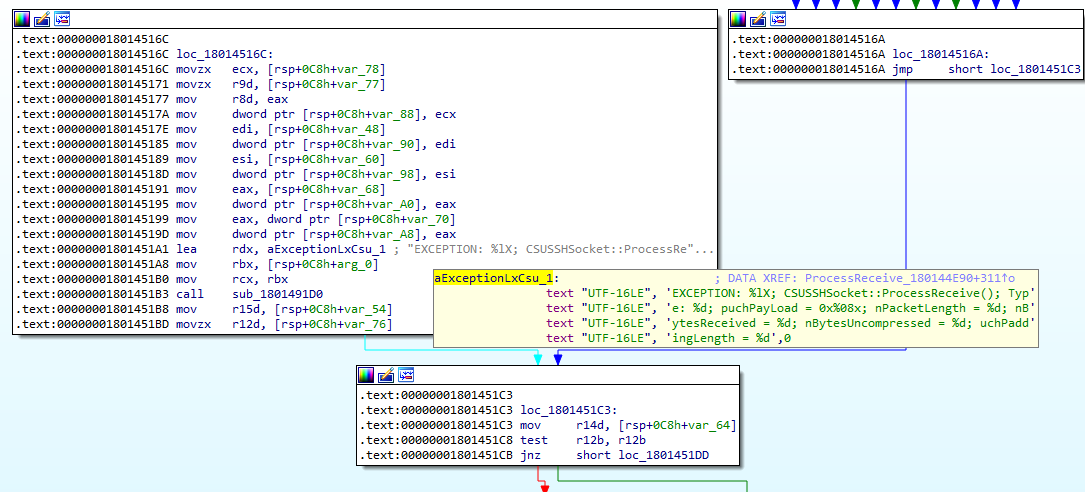 .text:000000018014516C
.text:000000018014516C loc_18014516C:
.text:000000018014516C movzx   ecx, [rsp+0C8h+var_78]
.text:0000000180145171 movzx   r9d, [rsp+0C8h+var_77]
.text:0000000180145177 mov     r8d, eax
.text:000000018014517A mov     dword ptr [rsp+0C8h+var_88], ecx
.text:000000018014517E mov     edi, [rsp+0C8h+var_48]
.text:0000000180145185 mov     dword ptr [rsp+0C8h+var_90], edi
.text:0000000180145189 mov     esi, [rsp+0C8h+var_60]
.text:000000018014518D mov     dword ptr [rsp+0C8h+var_98], esi
.text:0000000180145191 mov     eax, [rsp+0C8h+var_68]
.text:0000000180145195 mov     dword ptr [rsp+0C8h+var_A0], eax
.text:0000000180145199 mov     eax, dword ptr [rsp+0C8h+var_70]
.text:000000018014519D mov     dword ptr [rsp+0C8h+var_A8], eax
.text:00000001801451A1 lea     rdx, aExceptionLxCsu_1 ; "EXCEPTION: %lX; CSUSSHSocket::ProcessRe"...
.text:00000001801451A8 mov     rbx, [rsp+0C8h+arg_0]
.text:00000001801451B0 mov     rcx, rbx
.text:00000001801451B3 call    sub_1801491D0
.text:00000001801451B8 mov     r15d, [rsp+0C8h+var_54]
.text:00000001801451BD movzx   r12d, [rsp+0C8h+var_76]
.text:000000018014516A
.text:000000018014516A loc_18014516A:
.text:000000018014516A jmp     short loc_1801451C3
aExceptionLxCsu_1: ; DATA XREF: ProcessReceive_180144E90+311↑o
text "UTF-16LE", 'EXCEPTION: %lX; CSUSSHSocket::ProcessReceive(); Typ'
text "UTF-16LE", 'e: %d; puchPayLoad = 0x%08x; nPacketLength = %d; nB'
text "UTF-16LE", 'ytesReceived = %d; nBytesUncompressed = %d; uchPadd'
text "UTF-16LE", 'ingLength = %d',0
.text:00000001801451C3
.text:00000001801451C3 loc_1801451C3:
.text:00000001801451C3 mov     r14d, [rsp+0C8h+var_64]
.text:00000001801451C8 test    r12b, r12b
.text:00000001801451CB jnz     short loc_1801451DD